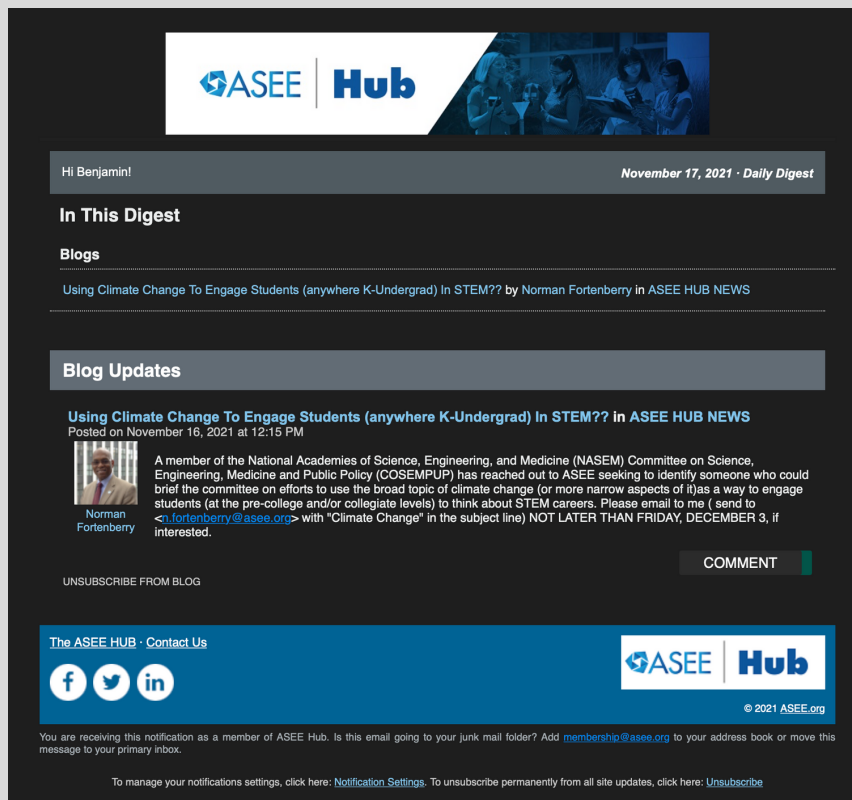 ASEE Hub
Hi Benjamin!
November 17, 2021 · Daily Digest
In This Digest
Blogs
Using Climate Change To Engage Students (anywhere K-Undergrad) In STEM?? by Norman Fortenberry in ASEE HUB NEWS
Blog Updates
Using Climate Change To Engage Students (anywhere K-Undergrad) In STEM?? in ASEE HUB NEWS
Posted on November 16, 2021 at 12:15 PM
Norman
Fortenberry
A member of the National Academies of Science, Engineering, and Medicine (NASEM) Committee on Science,
Engineering, Medicine and Public Policy (COSEMPUP) has reached out to ASEE seeking to identify someone who could
brief the committee on efforts to use the broad topic of climate change (or more narrow aspects of it)as a way to engage
students (at the pre-college and/or collegiate levels) to think about STEM careers. Please email to me ( send to
<n.fortenberry@asee.org> with "Climate Change" in the subject line) NOT LATER THAN FRIDAY, DECEMBER 3, if
interested.
COMMENT
UNSUBSCRIBE FROM BLOG
The ASEE HUB · Contact Us
ASEE Hub
© 2021 ASEE.org
You are receiving this notification as a member of ASEE Hub. Is this email going to your junk mail folder? Add membership@asee.org to your address book or move this
message to your primary inbox.
To manage your notifications settings, click here: Notification Settings. To unsubscribe permanently from all site updates, click here: Unsubscribe